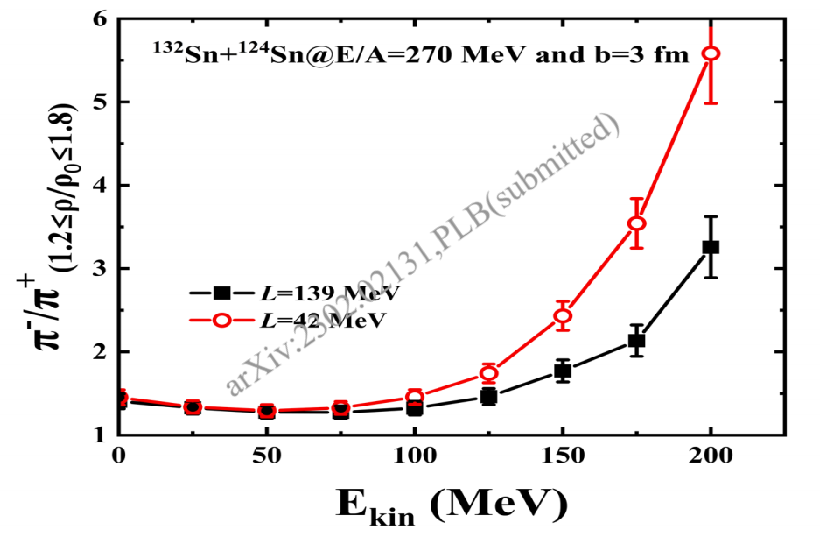 ¹³²Sn+¹²⁴Sn@E/A=270 MeV and b=3 fm
arXiv:2302.02131,PLB(submitted)
L=139 MeV
L=42 MeV
π⁻/π⁺ (1.2≤ρ/ρ₀≤1.8)
6
5
4
3
2
1
0 50 100 150 200
E_kin (MeV)